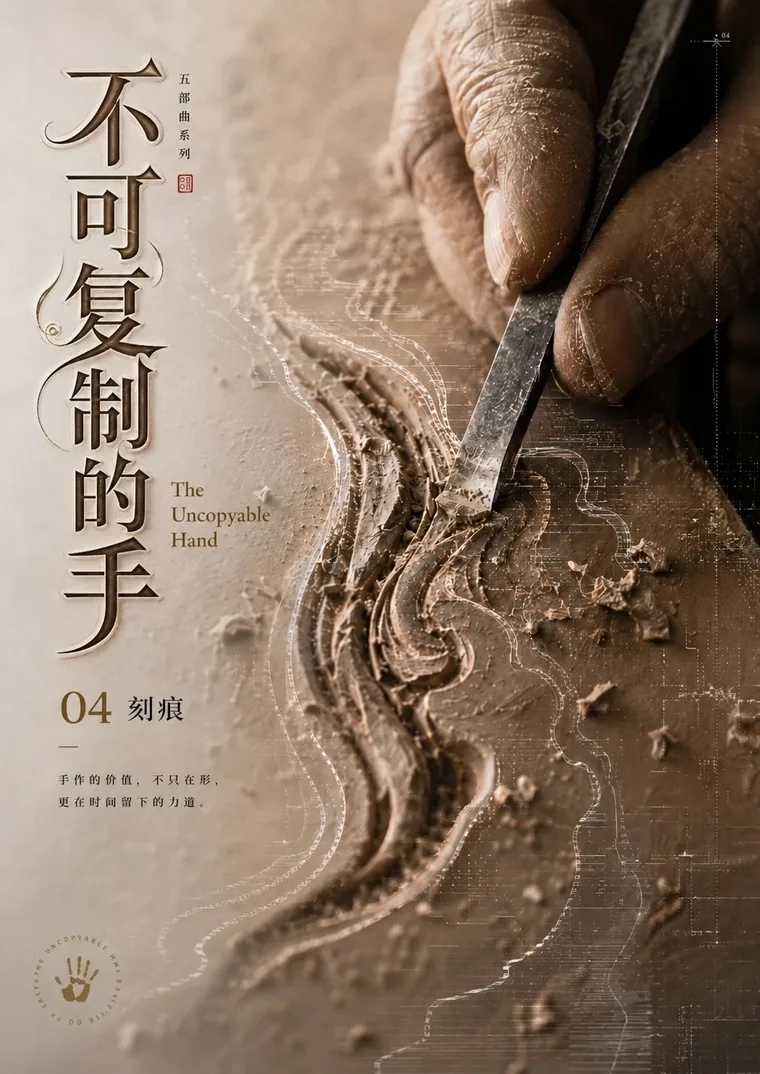 不可复制的手
五部曲系列
The
Uncopyable
Hand
04 刻痕
手作的价值，不只在形，
更在时间留下的力道。
04